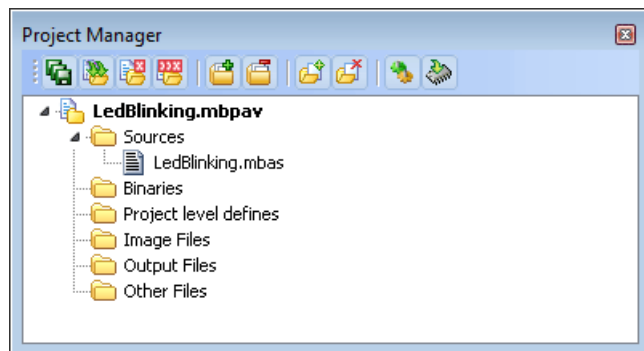 Project Manager
LedBlinking.mbpav
Sources
LedBlinking.mbas
Binaries
Project level defines
Image Files
Output Files
Other Files